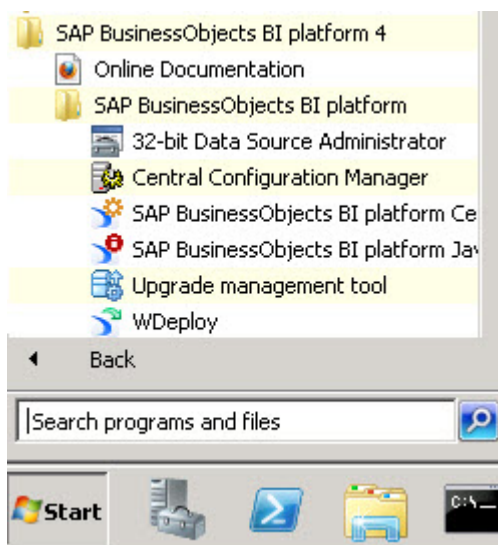 SAP BusinessObjects BI platform 4
Online Documentation
SAP BusinessObjects BI platform
32-bit Data Source Administrator
Central Configuration Manager
SAP BusinessObjects BI platform Ce
SAP BusinessObjects BI platform Jav
Upgrade management tool
WDeploy
Back
Search programs and files
Start
C:\_